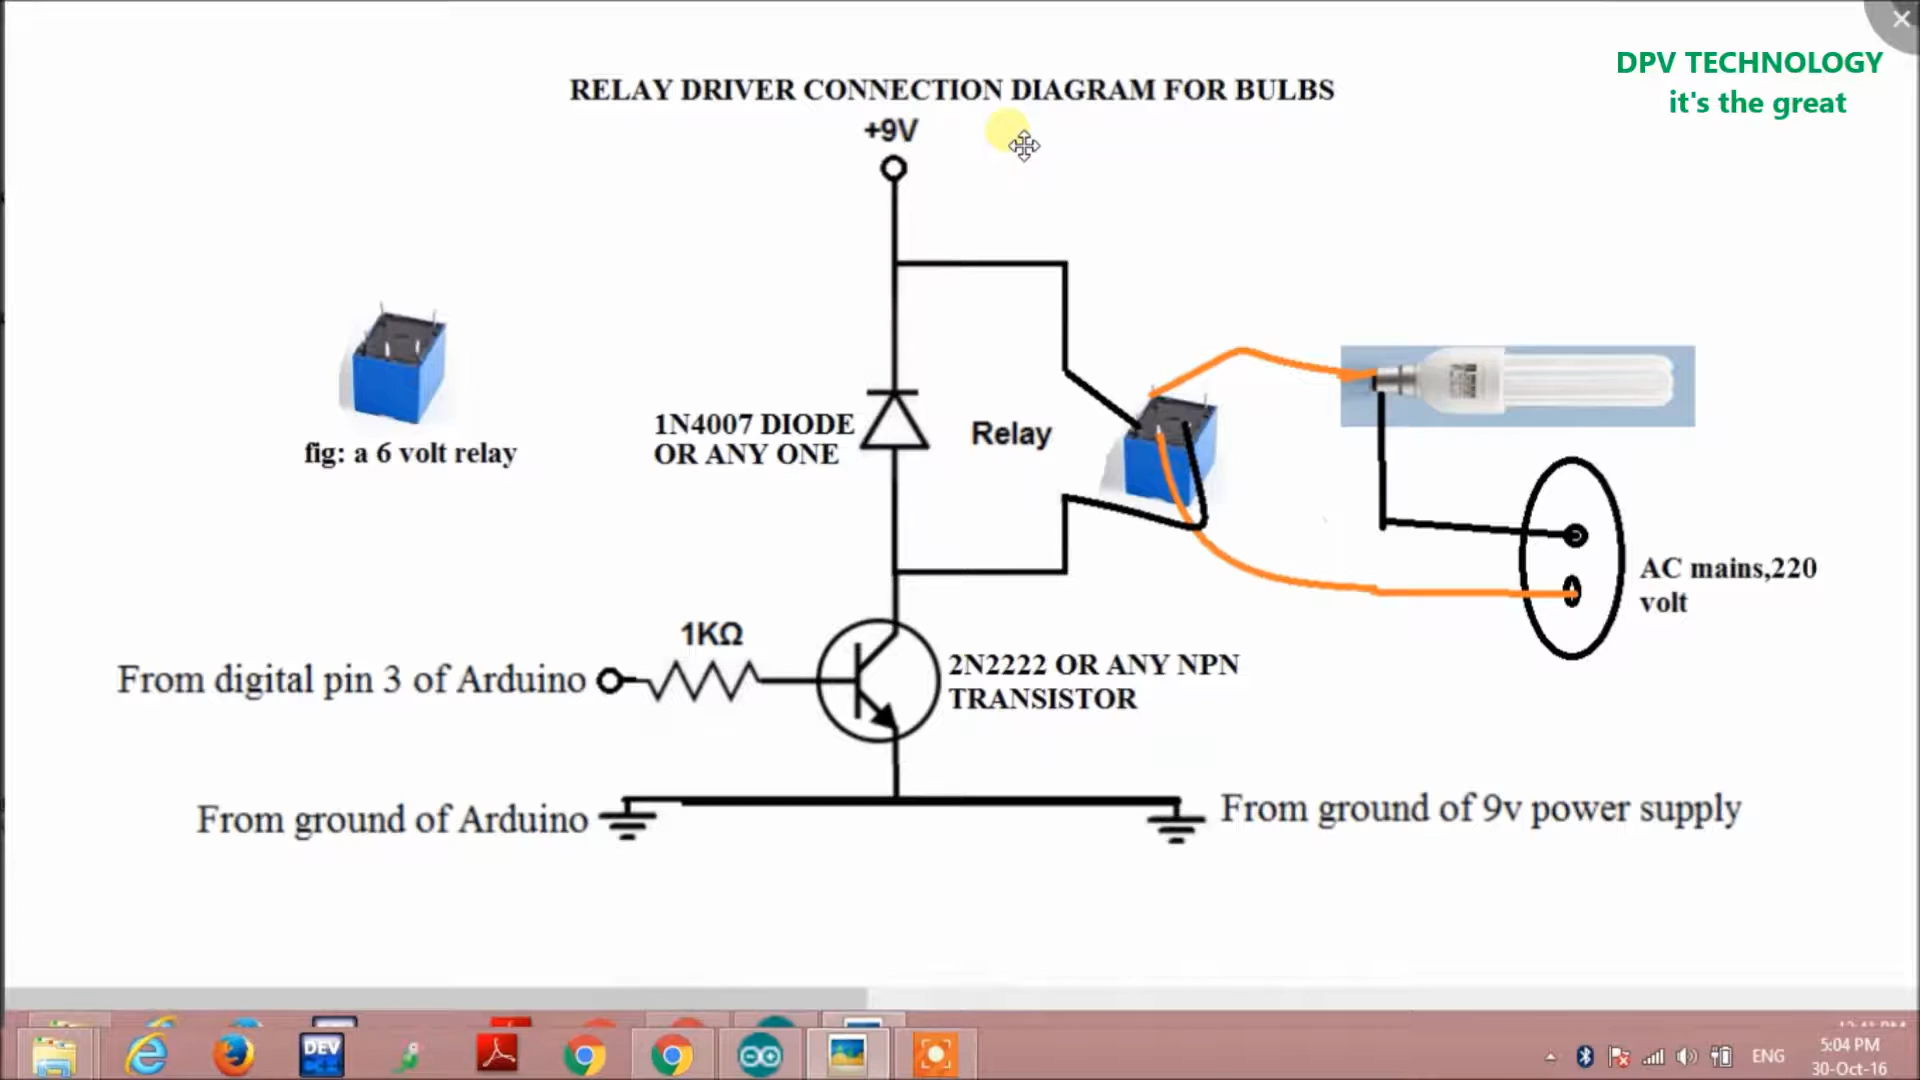 DPV TECHNOLOGY
it's the great
RELAY DRIVER CONNECTION DIAGRAM FOR BULBS
+9V
1N4007 DIODE
OR ANY ONE
Relay
fig: a 6 volt relay
AC mains,220
volt
1KΩ
From digital pin 3 of Arduino
2N2222 OR ANY NPN
TRANSISTOR
From ground of Arduino
From ground of 9v power supply
DEV
ENG
5:04 PM
30-Oct-16